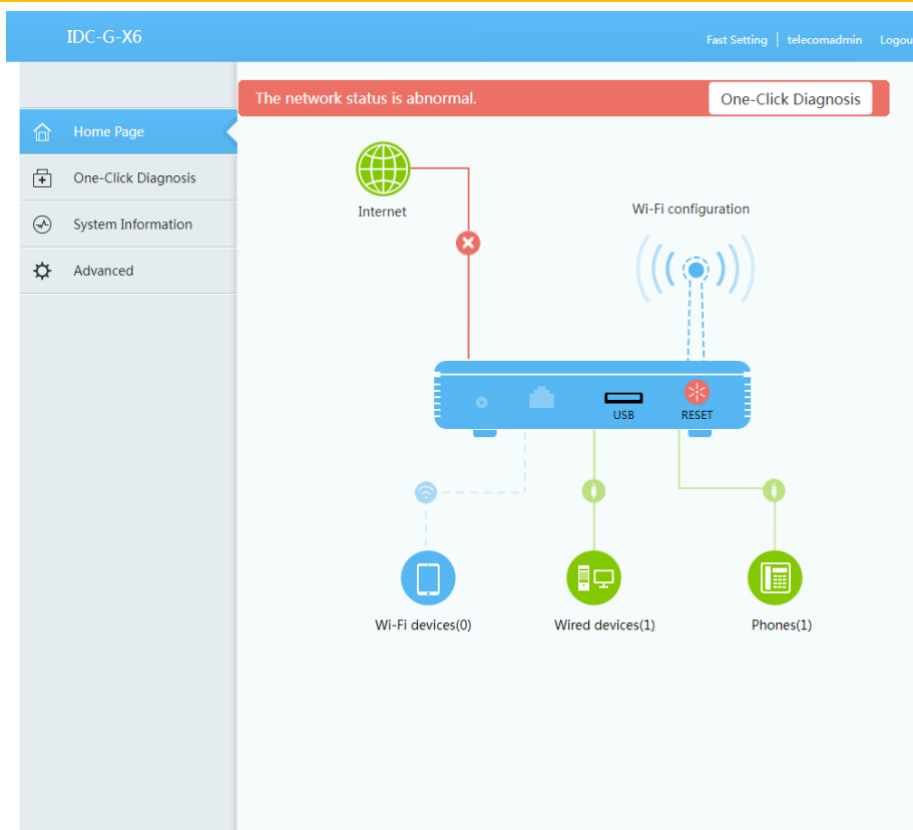 IDC-G-X6
Fast Setting | telecomadmin Logou
The network status is abnormal.
One-Click Diagnosis
Home Page
One-Click Diagnosis
System Information
Advanced
Internet
Wi-Fi configuration
USB
RESET
Wi-Fi devices(0)
Wired devices(1)
Phones(1)